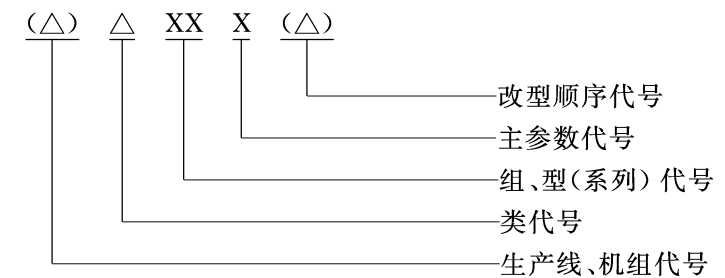 (△) △ XX X (△)
改型顺序代号
主参数代号
组、型(系列)代号
类代号
生产线、机组代号